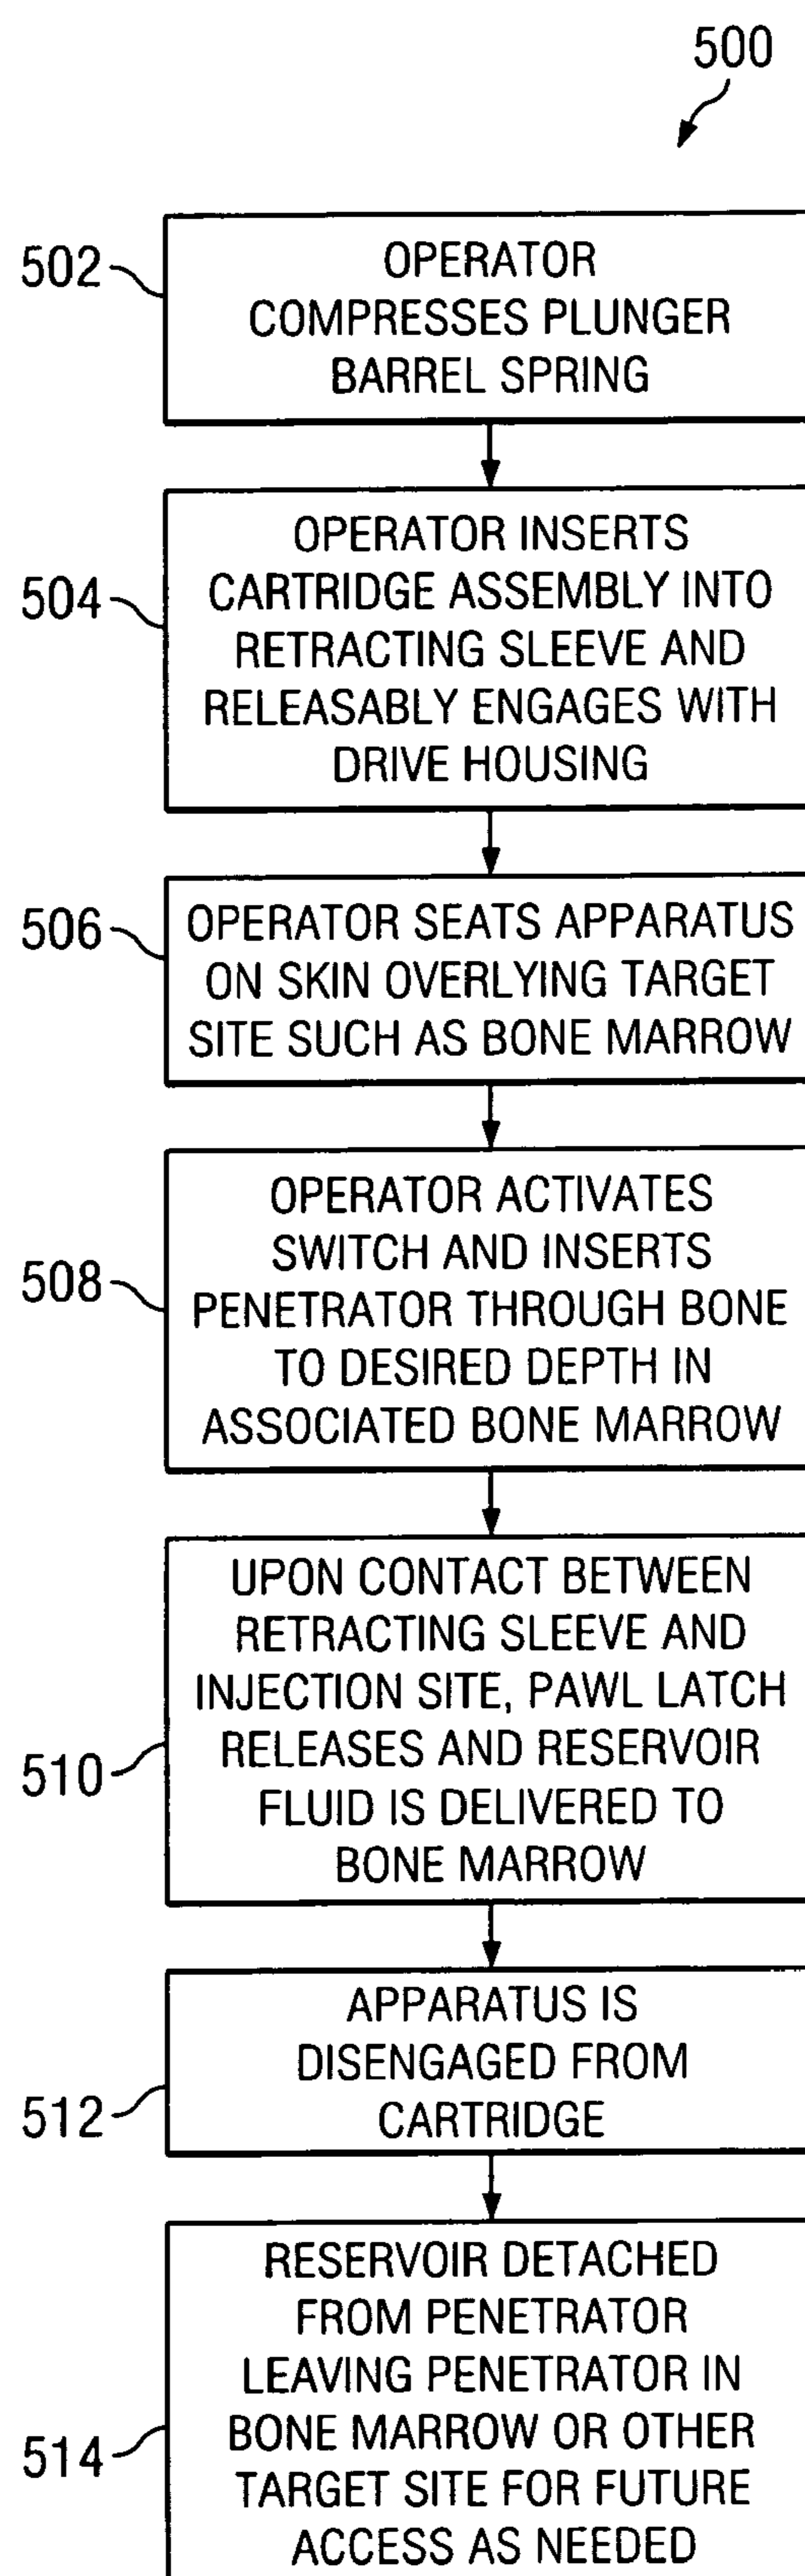 500
502
OPERATOR
COMPRESSES PLUNGER
BARREL SPRING
504
OPERATOR INSERTS
CARTRIDGE ASSEMBLY INTO
RETRACTING SLEEVE AND
RELEASABLY ENGAGES WITH
DRIVE HOUSING
506
OPERATOR SEATS APPARATUS
ON SKIN OVERLYING TARGET
SITE SUCH AS BONE MARROW
508
OPERATOR ACTIVATES
SWITCH AND INSERTS
PENETRATOR THROUGH BONE
TO DESIRED DEPTH IN
ASSOCIATED BONE MARROW
510
UPON CONTACT BETWEEN
RETRACTING SLEEVE AND
INJECTION SITE, PAWL LATCH
RELEASES AND RESERVOIR
FLUID IS DELIVERED TO
BONE MARROW
512
APPARATUS IS
DISENGAGED FROM
CARTRIDGE
514
RESERVOIR DETACHED
FROM PENETRATOR
LEAVING PENETRATOR IN
BONE MARROW OR OTHER
TARGET SITE FOR FUTURE
ACCESS AS NEEDED